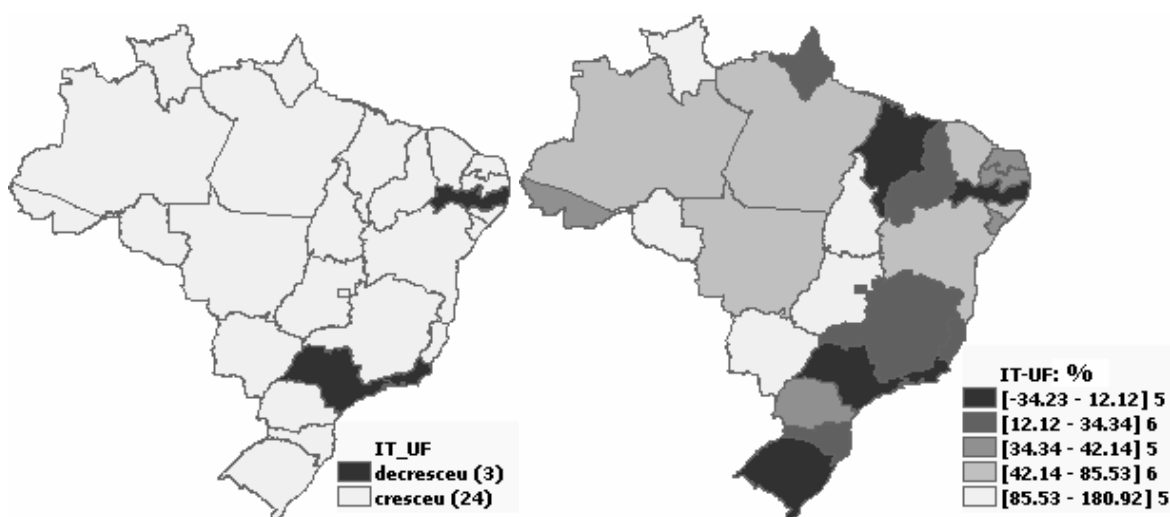 IT_UF
decresceu (3)
cresceu (24)
IT-UF: %
[-34.23 - 12.12] 5
[12.12 - 34.34] 6
[34.34 - 42.14] 5
[42.14 - 85.53] 6
[85.53 - 180.92] 5